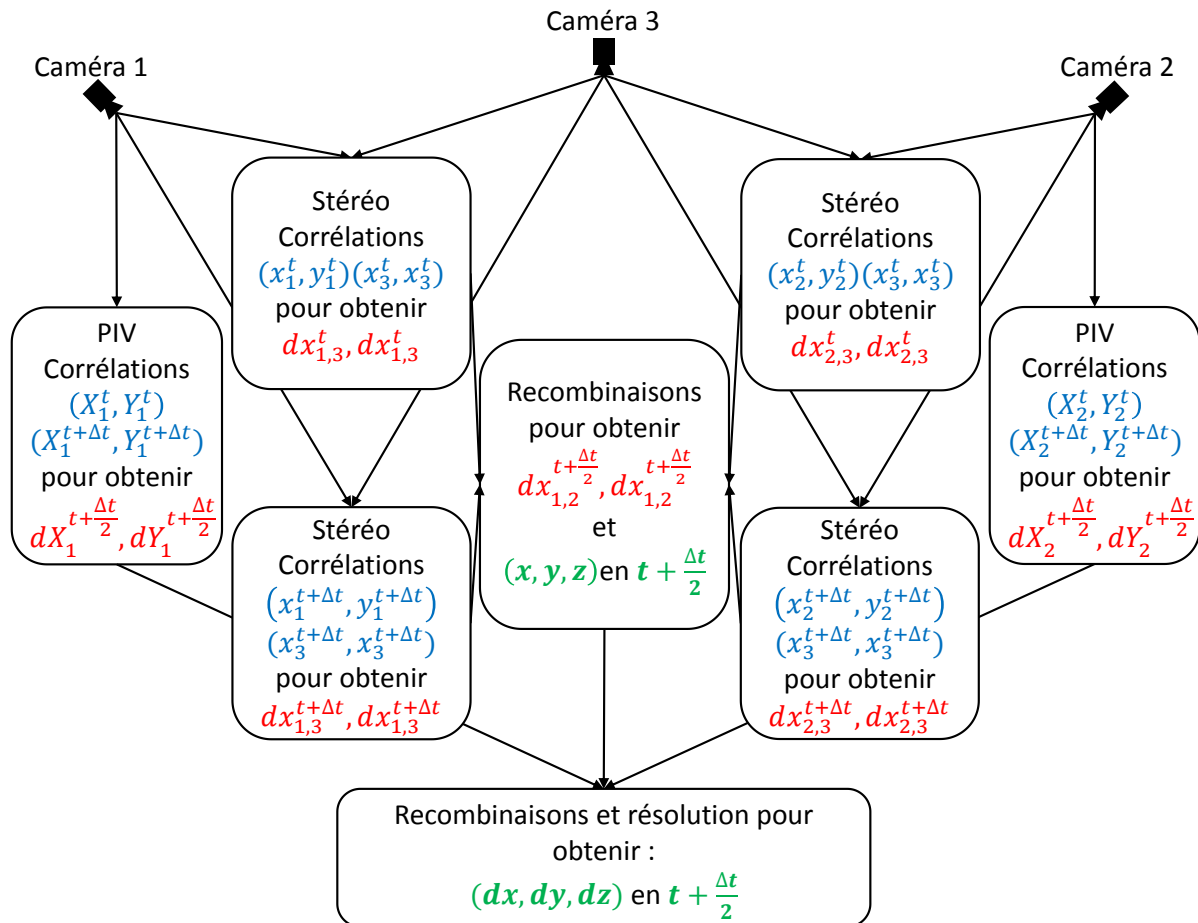 Caméra 3
Caméra 1
Caméra 2
Stéréo
Corrélations
(x₁ᵗ, y₁ᵗ)(x₃ᵗ, x₃ᵗ)
pour obtenir
dx₁,₃ᵗ, dx₁,₃ᵗ
Stéréo
Corrélations
(x₂ᵗ, y₂ᵗ)(x₃ᵗ, x₃ᵗ)
pour obtenir
dx₂,₃ᵗ, dx₂,₃ᵗ
PIV
Corrélations
(X₁ᵗ, Y₁ᵗ)
(X₁ᵗ⁺ᐞᵗ, Y₁ᵗ⁺ᐞᵗ)
pour obtenir
dX₁^{t+Δt/2}, dY₁^{t+Δt/2}
Recombinaisons
pour obtenir
dx₁,₂^{t+Δt/2}, dx₁,₂^{t+Δt/2}
et
(x, y, z)en t + Δt/2
PIV
Corrélations
(X₂ᵗ, Y₂ᵗ)
(X₂^{t+Δt}, Y₂^{t+Δt})
pour obtenir
dX₂^{t+Δt/2}, dY₂^{t+Δt/2}
Stéréo
Corrélations
(x₁^{t+Δt}, y₁^{t+Δt})
(x₃^{t+Δt}, x₃^{t+Δt})
pour obtenir
dx₁,₃^{t+Δt}, dx₁,₃^{t+Δt}
Stéréo
Corrélations
(x₂^{t+Δt}, y₂^{t+Δt})
(x₃^{t+Δt}, x₃^{t+Δt})
pour obtenir
dx₂,₃^{t+Δt}, dx₂,₃^{t+Δt}
Recombinaisons et résolution pour
obtenir :
(dx, dy, dz) en t + Δt/2